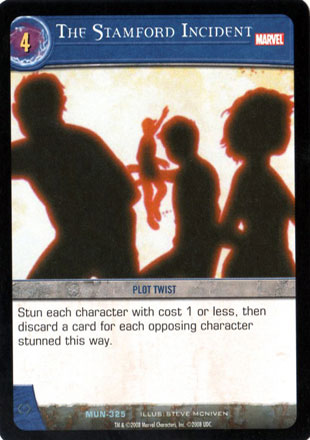 4
THE STAMFORD INCIDENT
MARVEL
PLOT TWIST
Stun each character with cost 1 or less, then
discard a card for each opposing character
stunned this way.
MUN-325 ILLUS: STEVE MCNIVEN
TM & ©2008 Marvel Characters, Inc. ©2008 UDC.